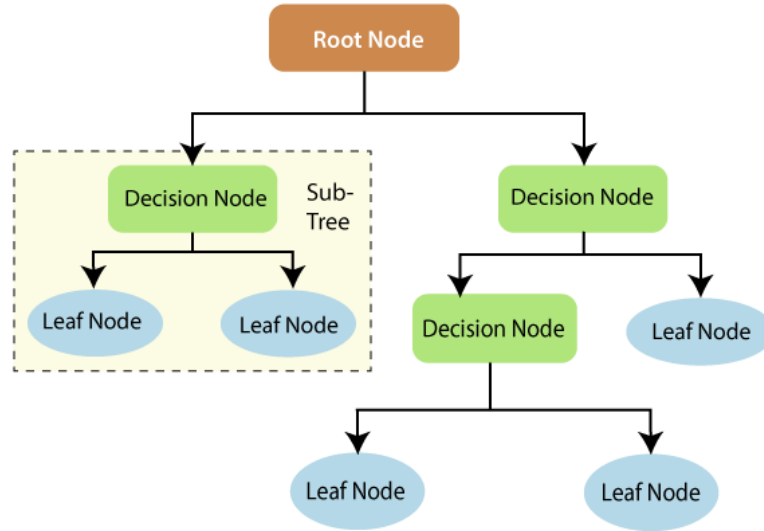 Root Node
Decision Node
Sub-
Tree
Decision Node
Leaf Node
Leaf Node
Decision Node
Leaf Node
Leaf Node
Leaf Node